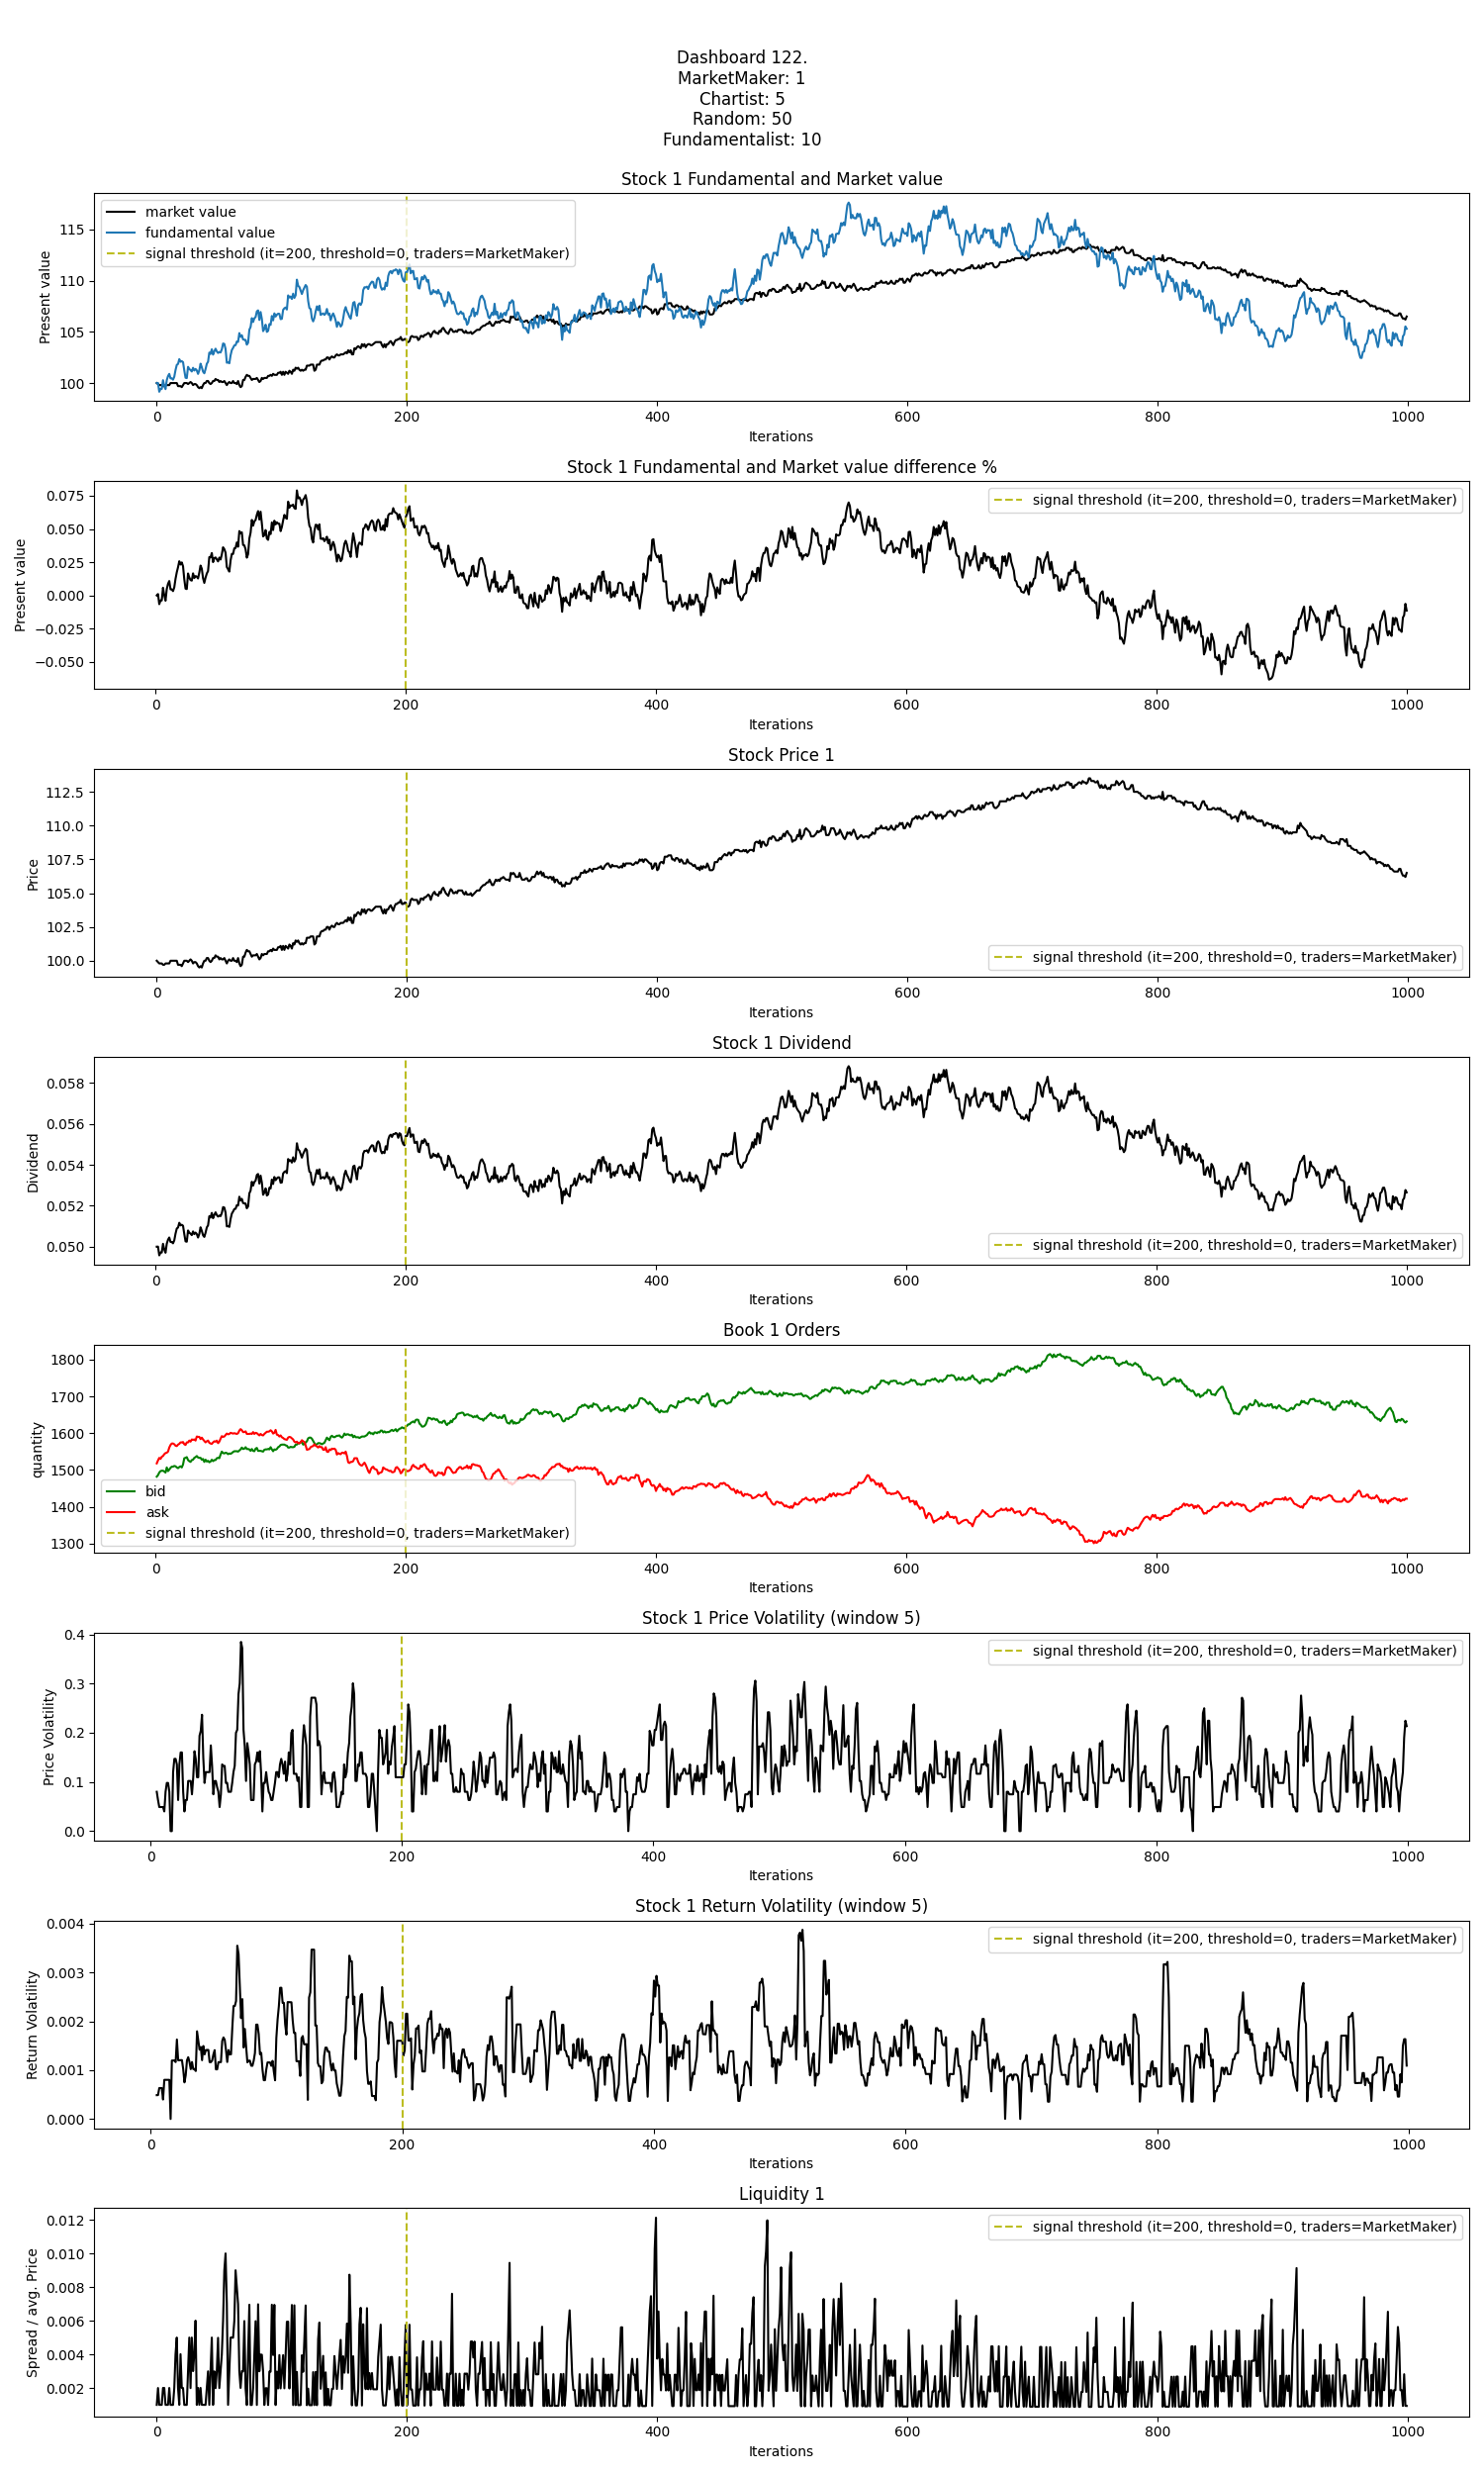 Dashboard 122.
MarketMaker: 1
Chartist: 5
Random: 50
Fundamentalist: 10
Stock 1 Fundamental and Market value
market value
fundamental value
signal threshold (it=200, threshold=0, traders=MarketMaker)
Present value
115
110
105
100
0 200 400 600 800 1000
Iterations
Stock 1 Fundamental and Market value difference %
signal threshold (it=200, threshold=0, traders=MarketMaker)
Present value
0.075
0.050
0.025
0.000
−0.025
−0.050
0 200 400 600 800 1000
Iterations
Stock Price 1
Price
112.5
110.0
107.5
105.0
102.5
100.0
signal threshold (it=200, threshold=0, traders=MarketMaker)
0 200 400 600 800 1000
Iterations
Stock 1 Dividend
Dividend
0.058
0.056
0.054
0.052
0.050
signal threshold (it=200, threshold=0, traders=MarketMaker)
0 200 400 600 800 1000
Iterations
Book 1 Orders
quantity
1800
1700
1600
1500
1400
1300
bid
ask
signal threshold (it=200, threshold=0, traders=MarketMaker)
0 200 400 600 800 1000
Iterations
Stock 1 Price Volatility (window 5)
signal threshold (it=200, threshold=0, traders=MarketMaker)
Price Volatility
0.4
0.3
0.2
0.1
0.0
0 200 400 600 800 1000
Iterations
Stock 1 Return Volatility (window 5)
signal threshold (it=200, threshold=0, traders=MarketMaker)
Return Volatility
0.004
0.003
0.002
0.001
0.000
0 200 400 600 800 1000
Iterations
Liquidity 1
signal threshold (it=200, threshold=0, traders=MarketMaker)
Spread / avg. Price
0.012
0.010
0.008
0.006
0.004
0.002
0 200 400 600 800 1000
Iterations